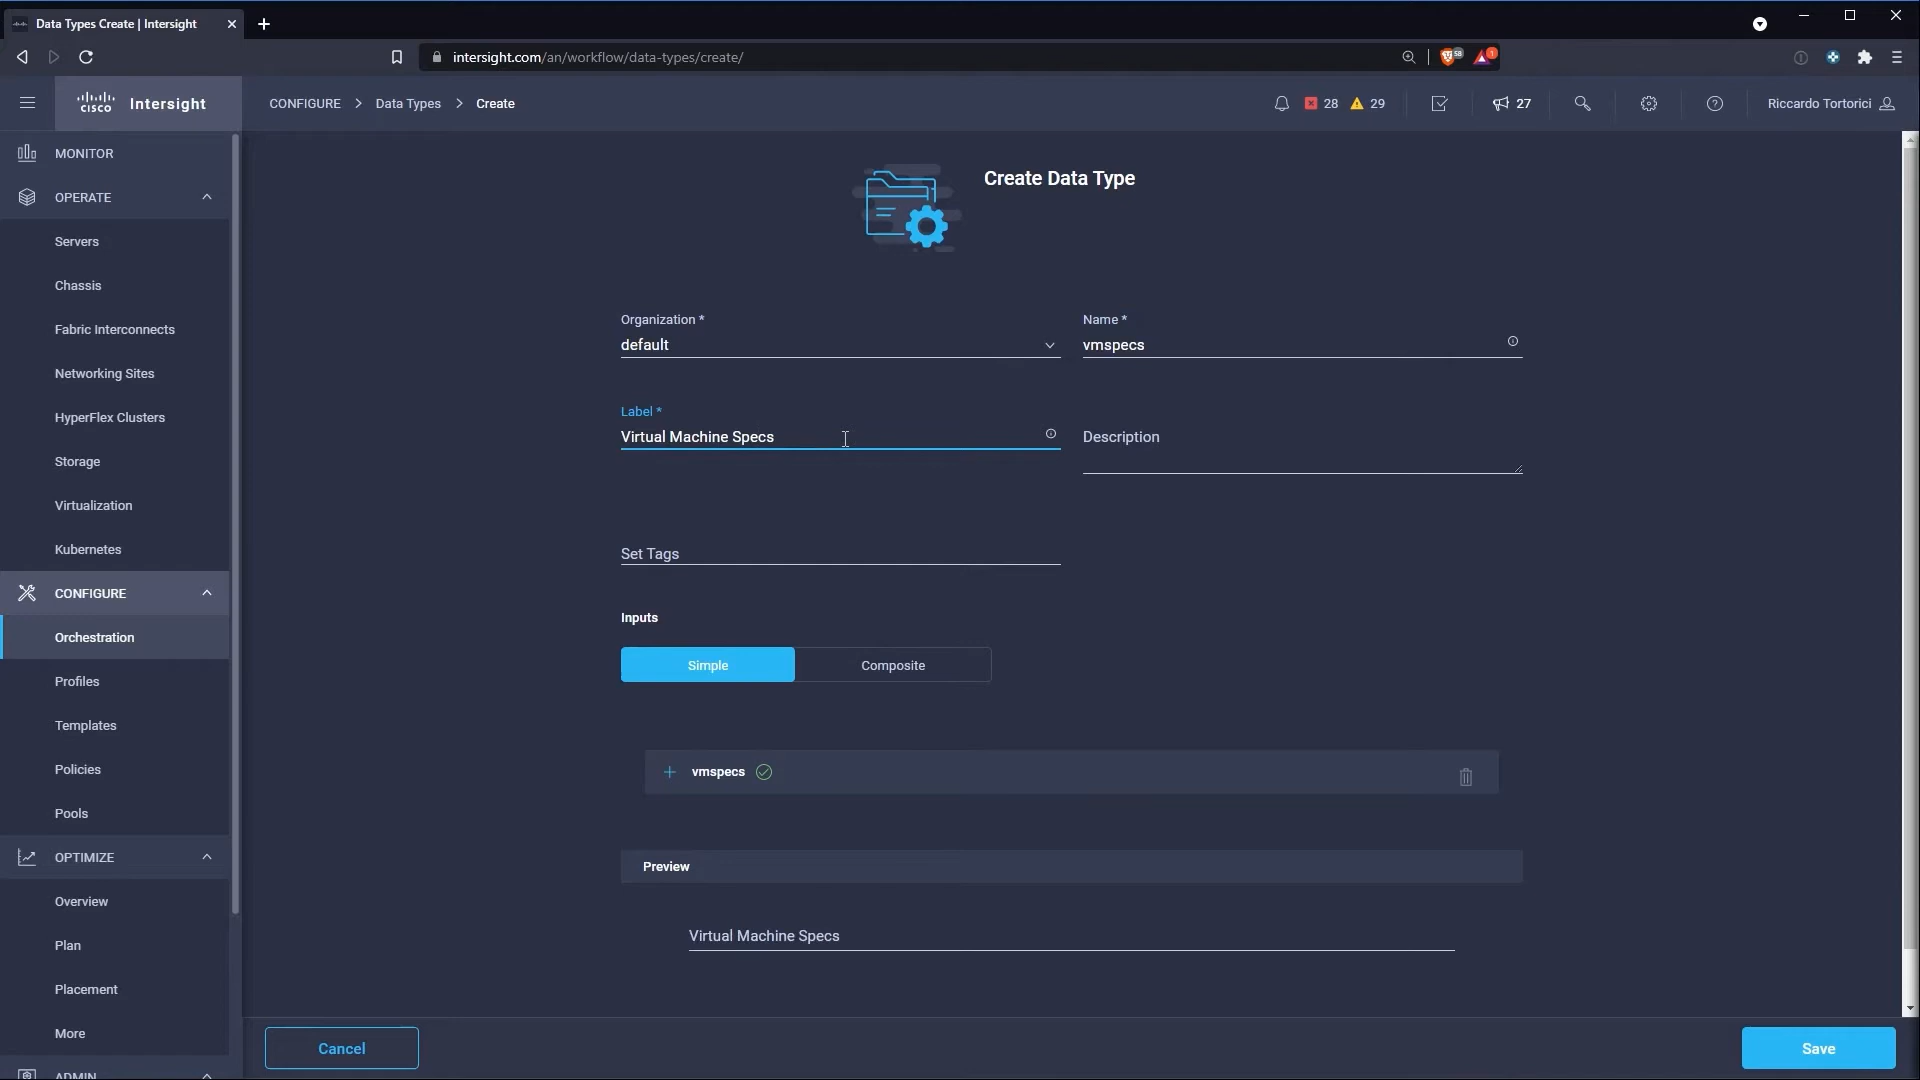 Data Types Create | Intersight
intersight.com/an/workflow/data-types/create/
58
1
CISCO Intersight
CONFIGURE > Data Types > Create
28
29
27
Riccardo Tortorici
MONITOR
OPERATE
Servers
Chassis
Fabric Interconnects
Networking Sites
HyperFlex Clusters
Storage
Virtualization
Kubernetes
CONFIGURE
Orchestration
Profiles
Templates
Policies
Pools
OPTIMIZE
Overview
Plan
Placement
More
ADMIN
Create Data Type
Organization *
default
Name *
vmspecs
Label *
Virtual Machine Specs
Description
Set Tags
Inputs
Simple
Composite
vmspecs
Preview
Virtual Machine Specs
Cancel
Save